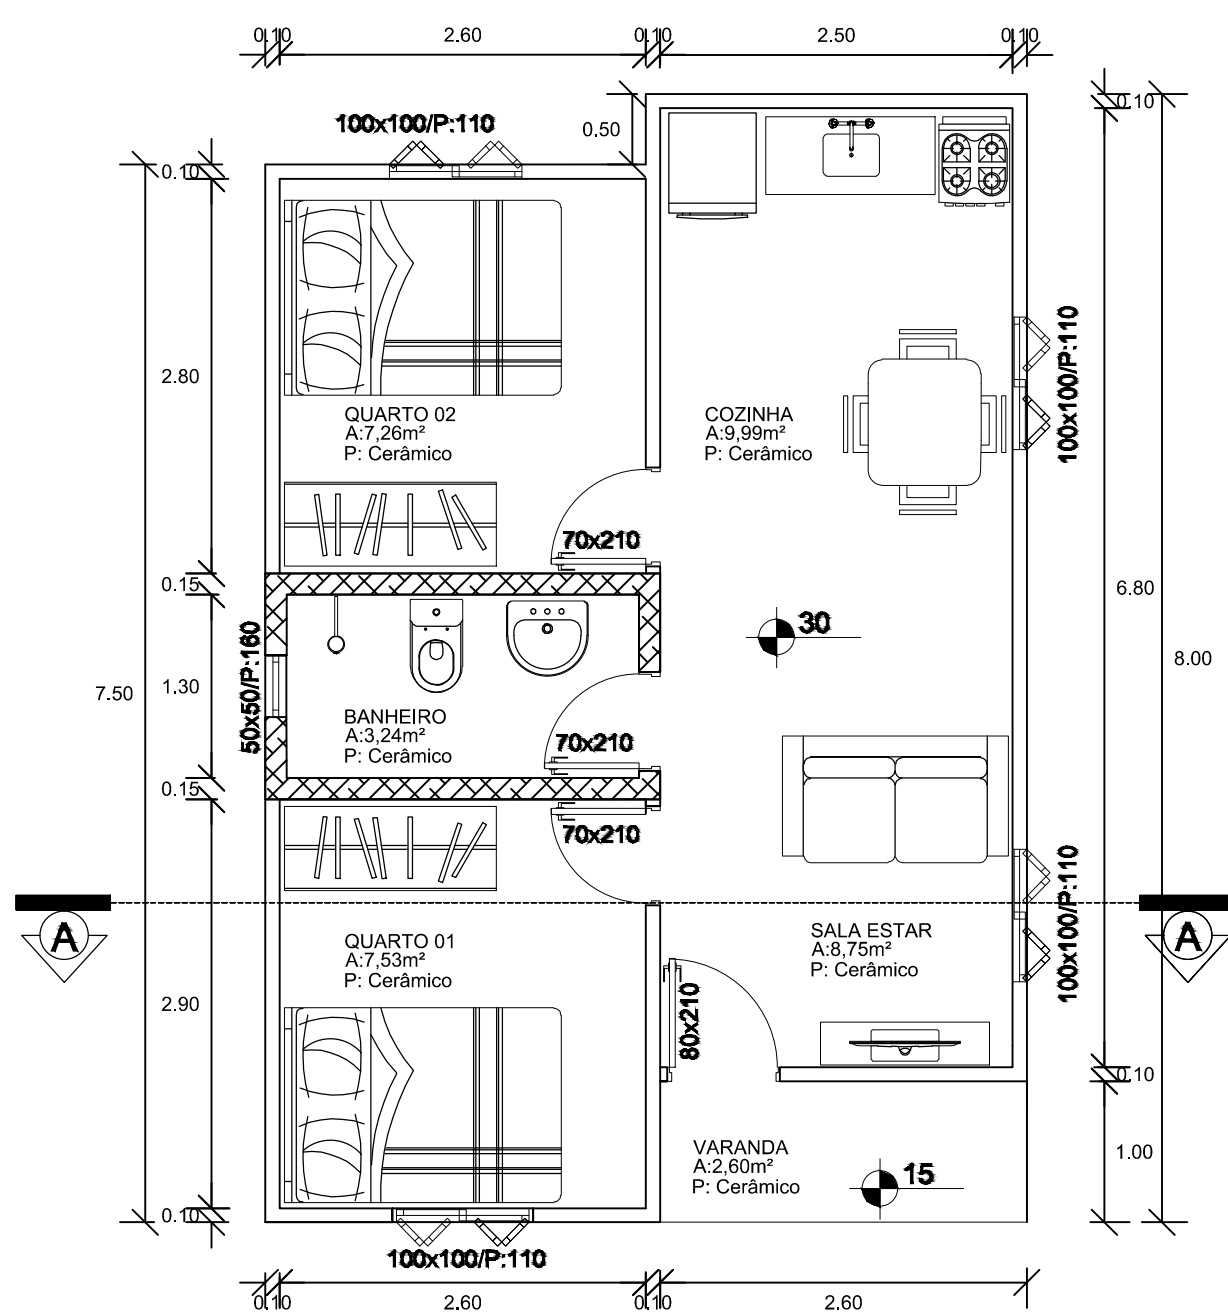 0.10
2.60
0.10
2.50
0.10
0.10
0.50
100x100/P:110
0.10
2.80
QUARTO 02
A:7,26m²
P: Cerâmico
COZINHA
A:9,99m²
P: Cerâmico
100x100/P:110
70x210
0.15
6.80
30
50x50/P:160
8.00
7.50
1.30
BANHEIRO
A:3,24m²
P: Cerâmico
70x210
0.15
70x210
100x100/P:110
A
QUARTO 01
A:7,53m²
P: Cerâmico
SALA ESTAR
A:8,75m²
P: Cerâmico
A
2.90
80x210
0.10
VARANDA
A:2,60m²
P: Cerâmico
15
1.00
0.10
100x100/P:110
0.10
2.60
0.10
2.60